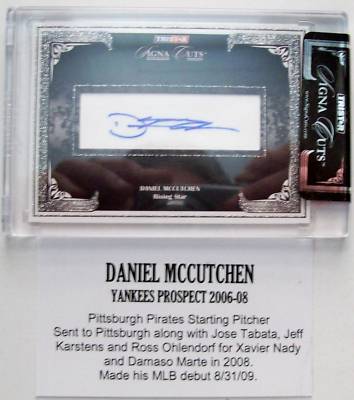 TRISTAR
SIGNA CUTS
DANIEL MCCUTCHEN
Rising Star
TRISTAR
SIGNA CUTS
DANIEL MCCUTCHEN
YANKEES PROSPECT 2006-08
Pittsburgh Pirates Starting Pitcher
Sent to Pittsburgh along with Jose Tabata, Jeff
Karstens and Ross Ohlendorf for Xavier Nady
and Damaso Marte in 2008.
Made his MLB debut 8/31/09.